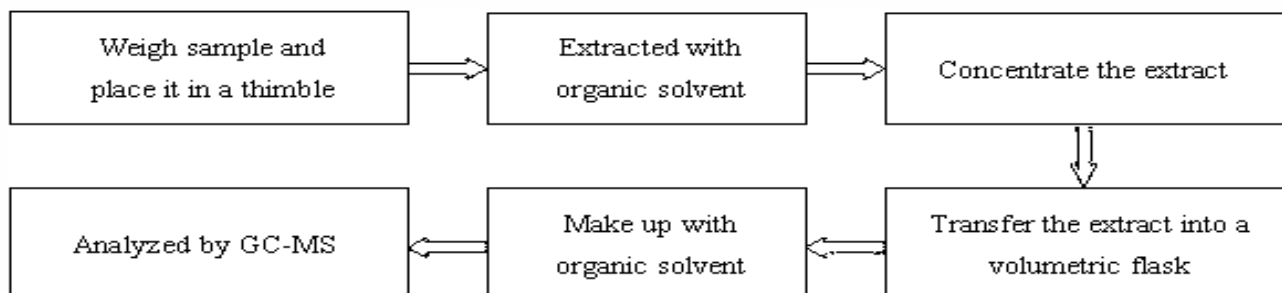 Weigh sample and
place it in a thimble
Extracted with
organic solvent
Concentrate the extract
Transfer the extract into a
volumetric flask
Make up with
organic solvent
Analyzed by GC-MS